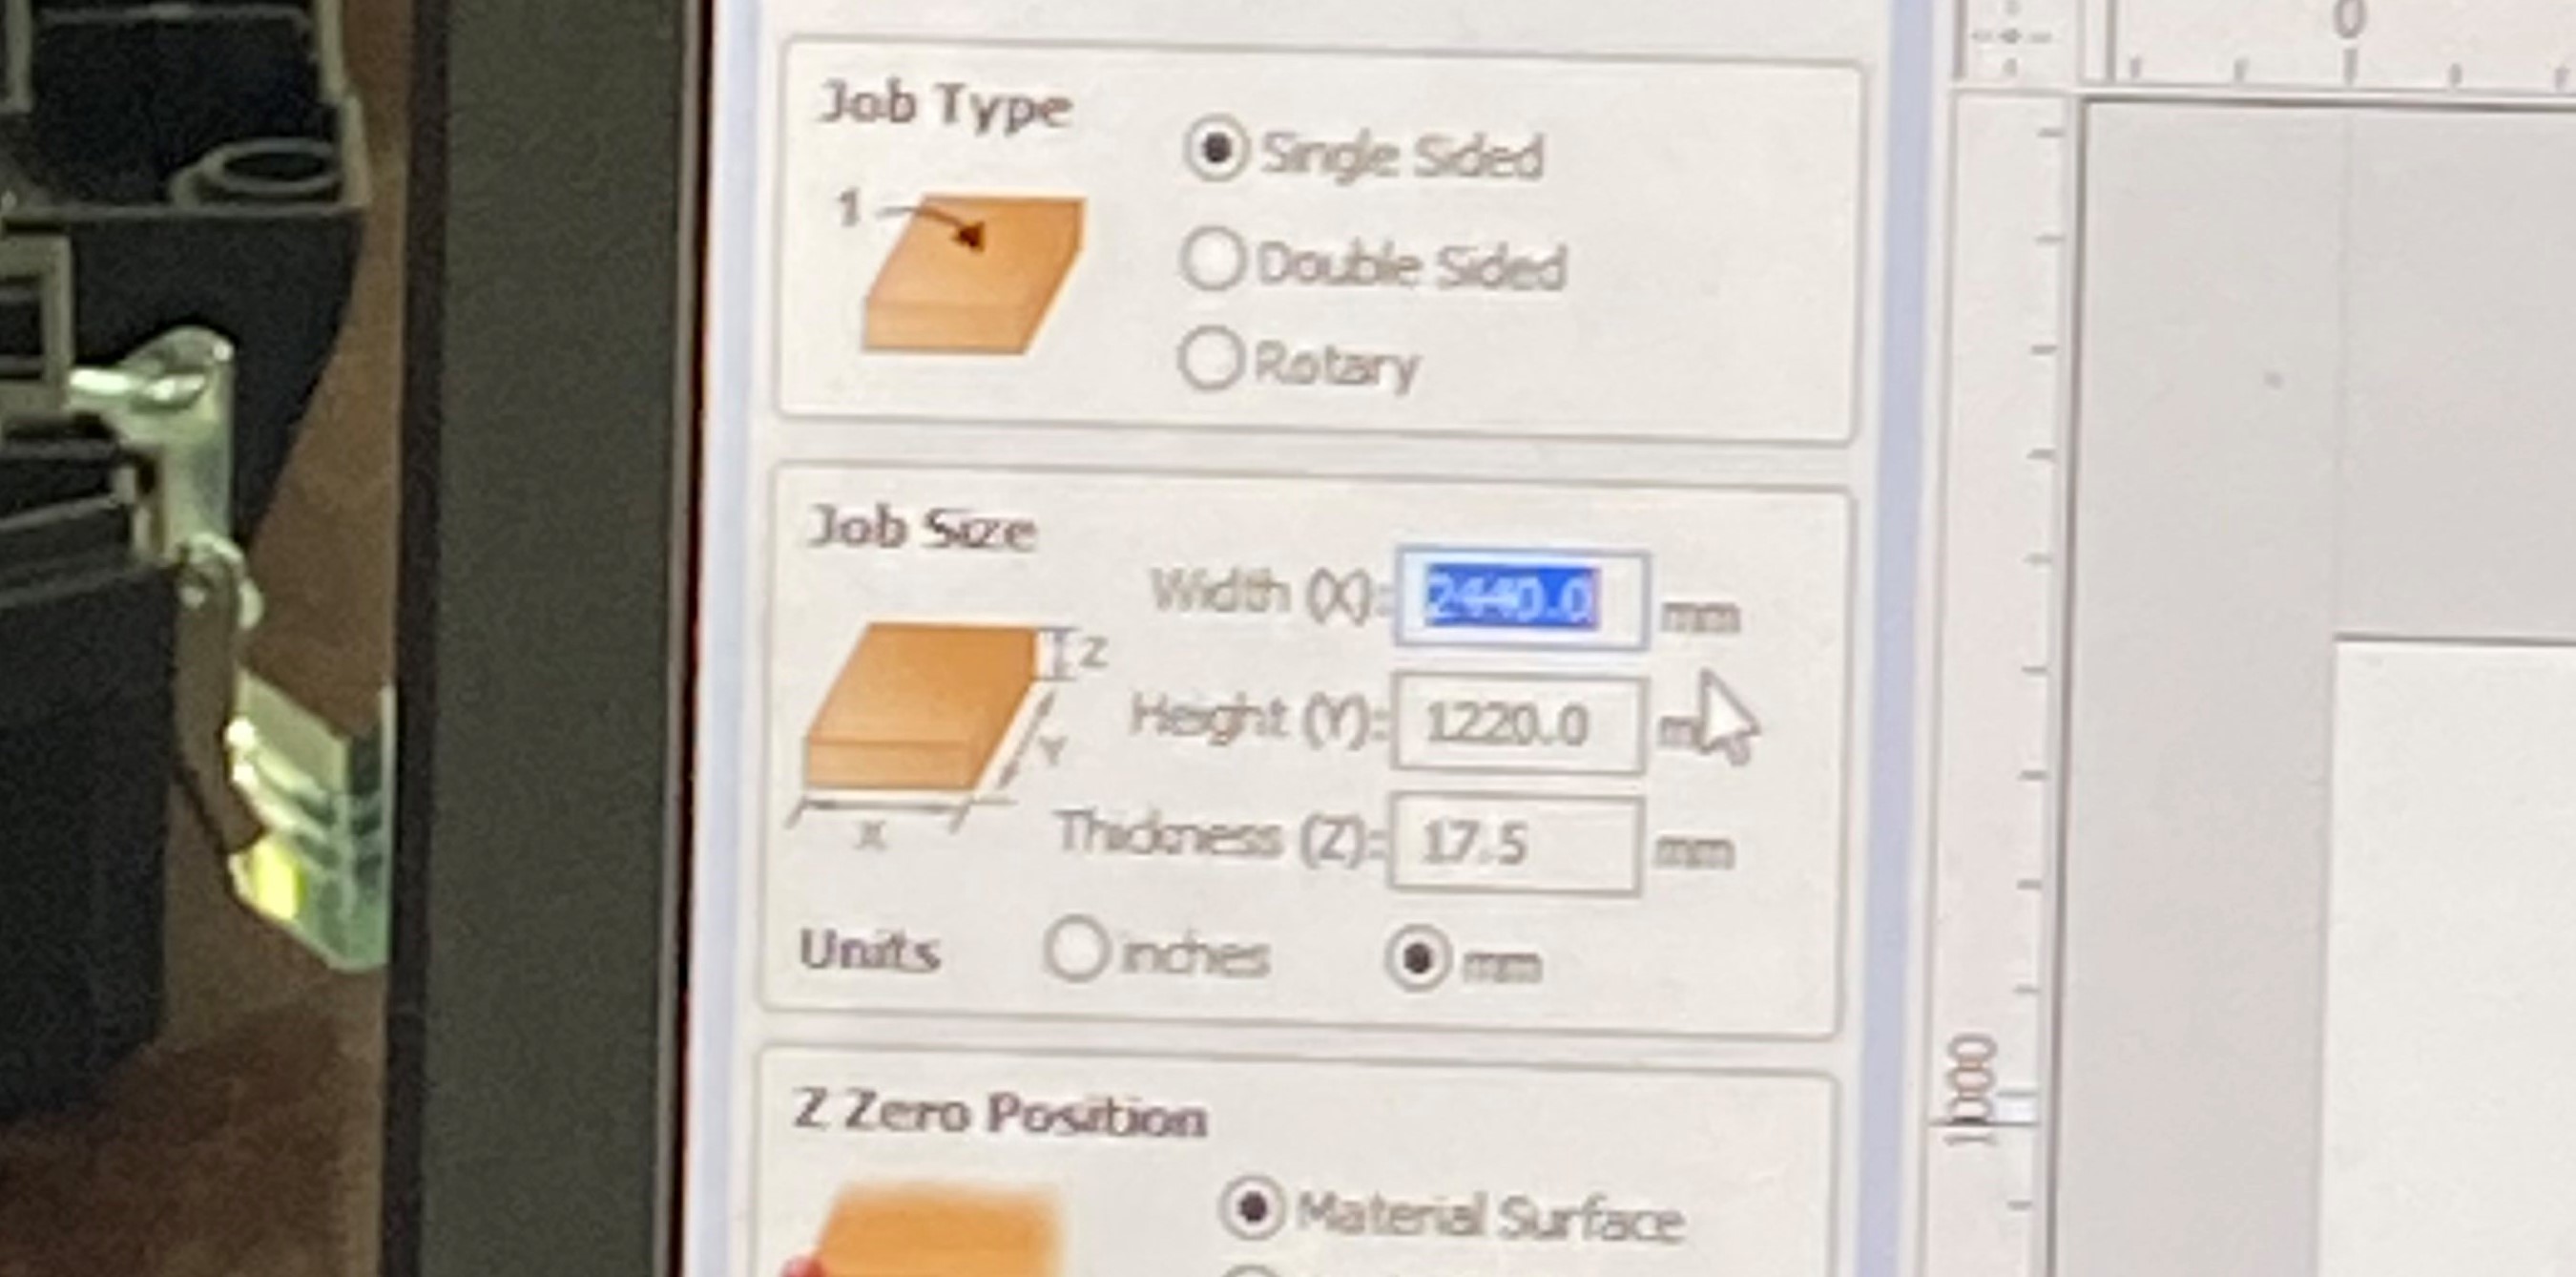 Job Type
1
Single Sided
Double Sided
Rotary
Job Size
Width (X): 2440.0 mm
Z
Height (Y): 1220.0
Y
Thickness (Z): 17.5 mm
X
Units inches mm
Z Zero Position
Material Surface
0
1000